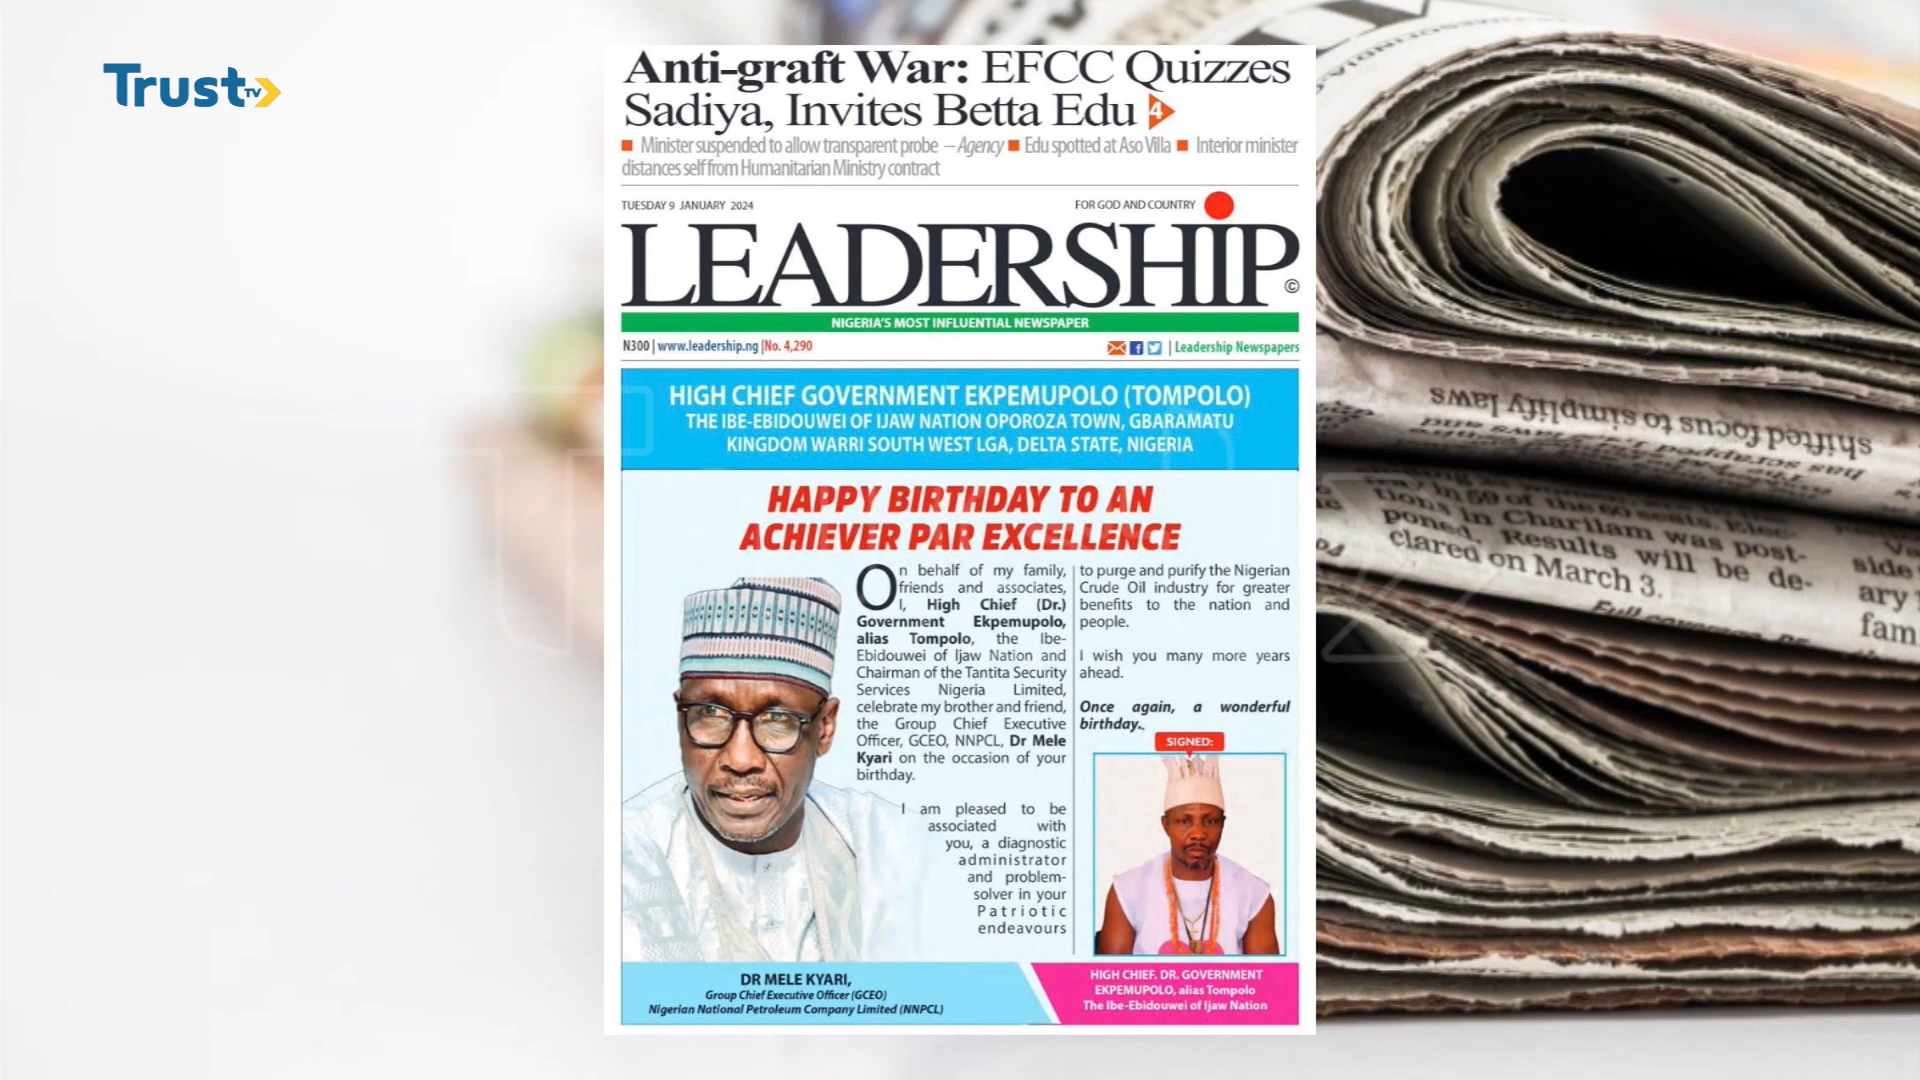 Trust TV
Anti-graft War: EFCC Quizzes
Sadiya, Invites Betta Edu 4
Minister suspended to allow transparent probe – Agency Edu spotted at Aso Villa Interior minister
distances self from Humanitarian Ministry contract
TUESDAY 9 JANUARY 2024
FOR GOD AND COUNTRY
LEADERSHIP ©
NIGERIA'S MOST INFLUENTIAL NEWSPAPER
N300 | www.leadership.ng |No. 4,290
| Leadership Newspapers
HIGH CHIEF GOVERNMENT EKPEMUPOLO (TOMPOLO)
THE IBE-EBIDOUWEI OF IJAW NATION OPOROZA TOWN, GBARAMATU
KINGDOM WARRI SOUTH WEST LGA, DELTA STATE, NIGERIA
HAPPY BIRTHDAY TO AN
ACHIEVER PAR EXCELLENCE
On behalf of my family,
friends and associates,
I, High Chief (Dr.)
Government Ekpemupolo,
alias Tompolo, the Ibe-
Ebidouwei of Ijaw Nation and
Chairman of the Tantita Security
Services Nigeria Limited,
celebrate my brother and friend,
the Group Chief Executive
Officer, GCEO, NNPCL, Dr Mele
Kyari on the occasion of your
birthday.
I am pleased to be
associated with
you, a diagnostic
administrator
and problem-
solver in your
Patriotic
endeavours
to purge and purify the Nigerian
Crude Oil industry for greater
benefits to the nation and
people.
I wish you many more years
ahead.
Once again, a wonderful
birthday..
SIGNED:
DR MELE KYARI,
Group Chief Executive Officer (GCEO)
Nigerian National Petroleum Company Limited (NNPCL)
HIGH CHIEF. DR. GOVERNMENT
EKPEMUPOLO, alias Tompolo
The Ibe-Ebidouwei of Ijaw Nation
shifted focus to simplify laws
tions in Charilam was post-
poned. Results will be de-
clared on March 3.
side
ary
fam